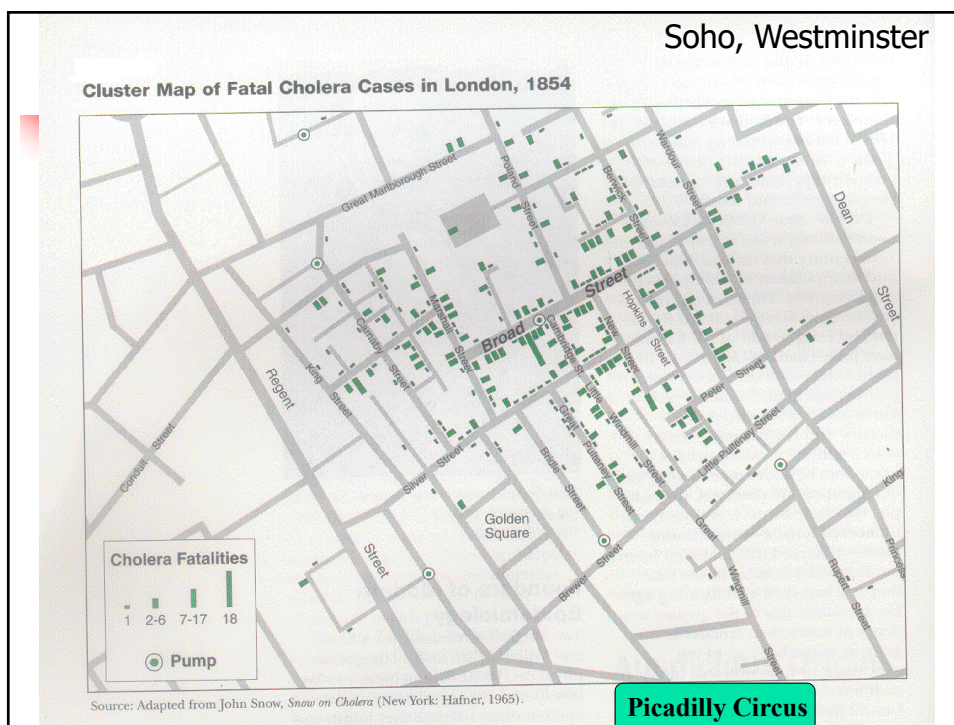 Soho, Westminster
Cluster Map of Fatal Cholera Cases in London, 1854
Great Marlborough Street
Poland
Street
Berwick
Street
Wardour
Street
Dean
Street
Broad
Street
Hopkins
Street
Marshall
Street
Carnaby
Street
King
Street
Regent
Street
Conduit Street
Cambridge St.
New
Street
Little
Windmill
Street
Great
Pulteney
Street
Bridle
Street
Peter Street
Little Pulteney Street
Silver Street
Golden
Square
Brewer Street
Great
Windmill
Street
Rupert
Street
Princess
Street
King
Cholera Fatalities
1 2-6 7-17 18
Pump
Source: Adapted from John Snow, Snow on Cholera (New York: Hafner, 1965).
Picadilly Circus